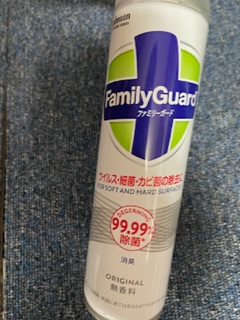 Johnson
FamilyGuard
ファミリーガード
ウイルス・細菌・カビ菌の除菌に
FOR SOFT AND HARD SURFACES
DEGERMING
99.99%
除菌*
消臭
ORIGINAL
無香料